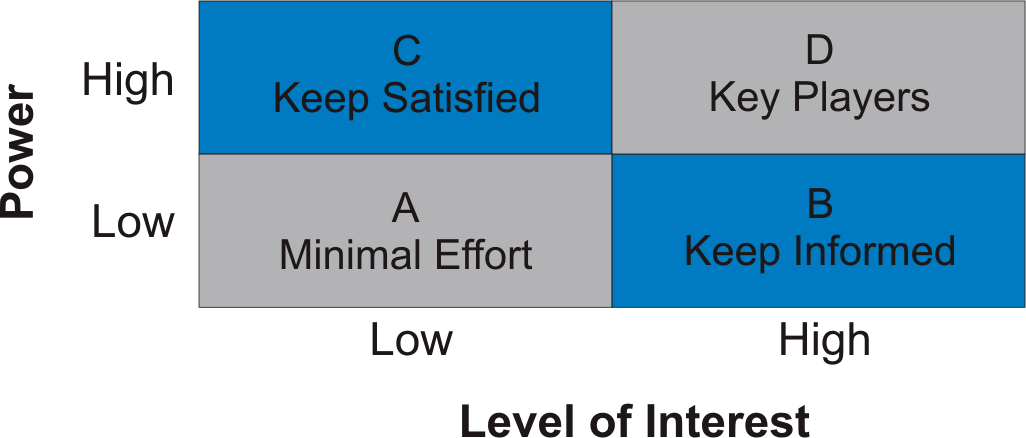 C
Keep Satisfied
D
Key Players
High
Power
Low
A
Minimal Effort
B
Keep Informed
Low
High
Level of Interest